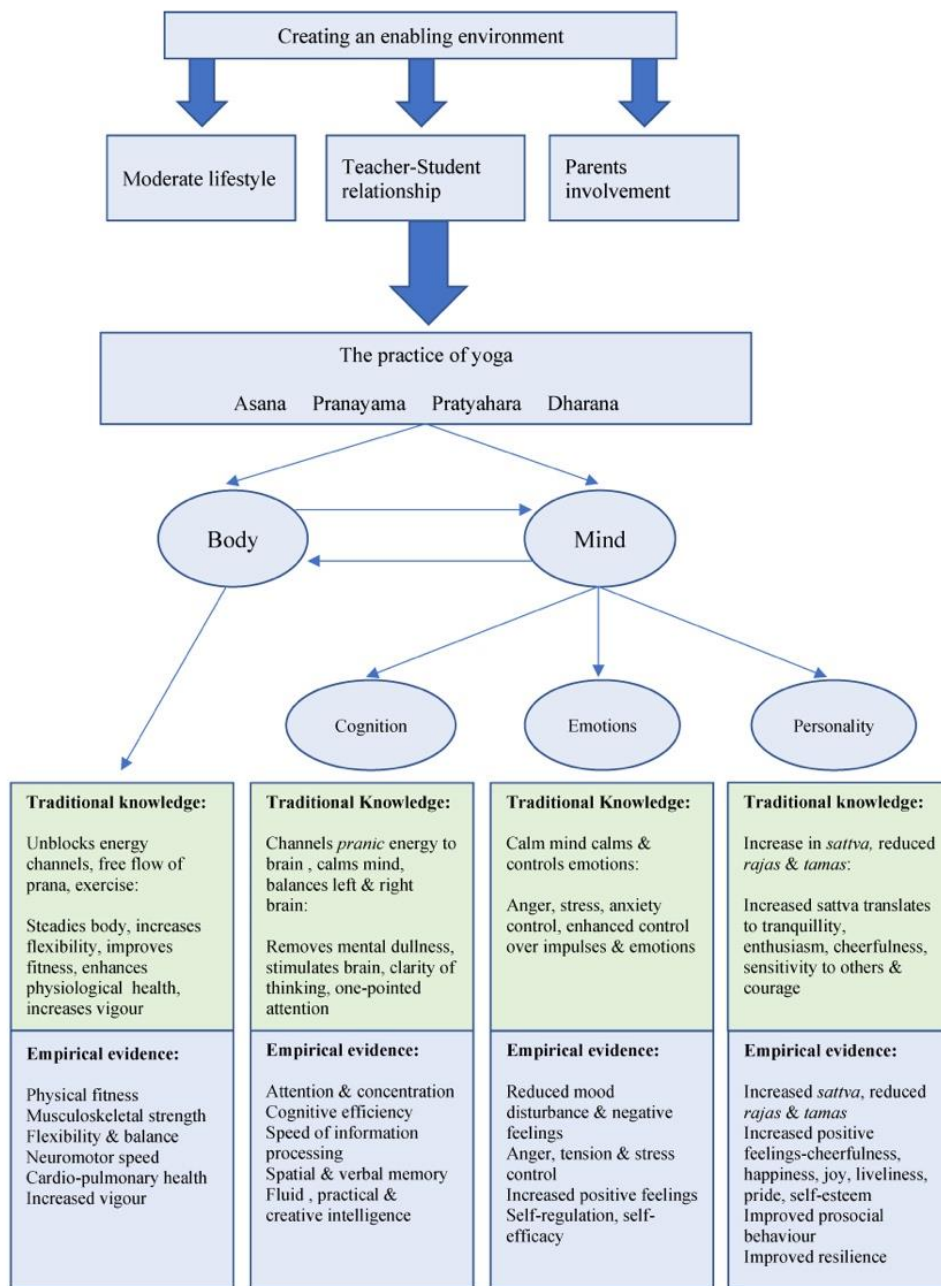 Creating an enabling environment
Moderate lifestyle
Teacher-Student
relationship
Parents
involvement
The practice of yoga
Asana Pranayama Pratyahara Dharana
Body
Mind
Cognition
Emotions
Personality
Traditional knowledge:
Unblocks energy
channels, free flow of
prana, exercise:
Steadies body, increases
flexibility, improves
fitness, enhances
physiological health,
increases vigour
Empirical evidence:
Physical fitness
Musculoskeletal strength
Flexibility & balance
Neuromotor speed
Cardio-pulmonary health
Increased vigour
Traditional Knowledge:
Channels pranic energy to
brain , calms mind,
balances left & right
brain:
Removes mental dullness,
stimulates brain, clarity of
thinking, one-pointed
attention
Empirical evidence:
Attention & concentration
Cognitive efficiency
Speed of information
processing
Spatial & verbal memory
Fluid , practical &
creative intelligence
Traditional Knowledge:
Calm mind calms &
controls emotions:
Anger, stress, anxiety
control, enhanced control
over impulses & emotions
Empirical evidence:
Reduced mood
disturbance & negative
feelings
Anger, tension & stress
control
Increased positive feelings
Self-regulation, self-
efficacy
Traditional knowledge:
Increase in sattva, reduced
rajas & tamas:
Increased sattva translates
to tranquillity,
enthusiasm, cheerfulness,
sensitivity to others &
courage
Empirical evidence:
Increased sattva, reduced
rajas & tamas
Increased positive
feelings-cheerfulness,
happiness, joy, liveliness,
pride, self-esteem
Improved prosocial
behaviour
Improved resilience